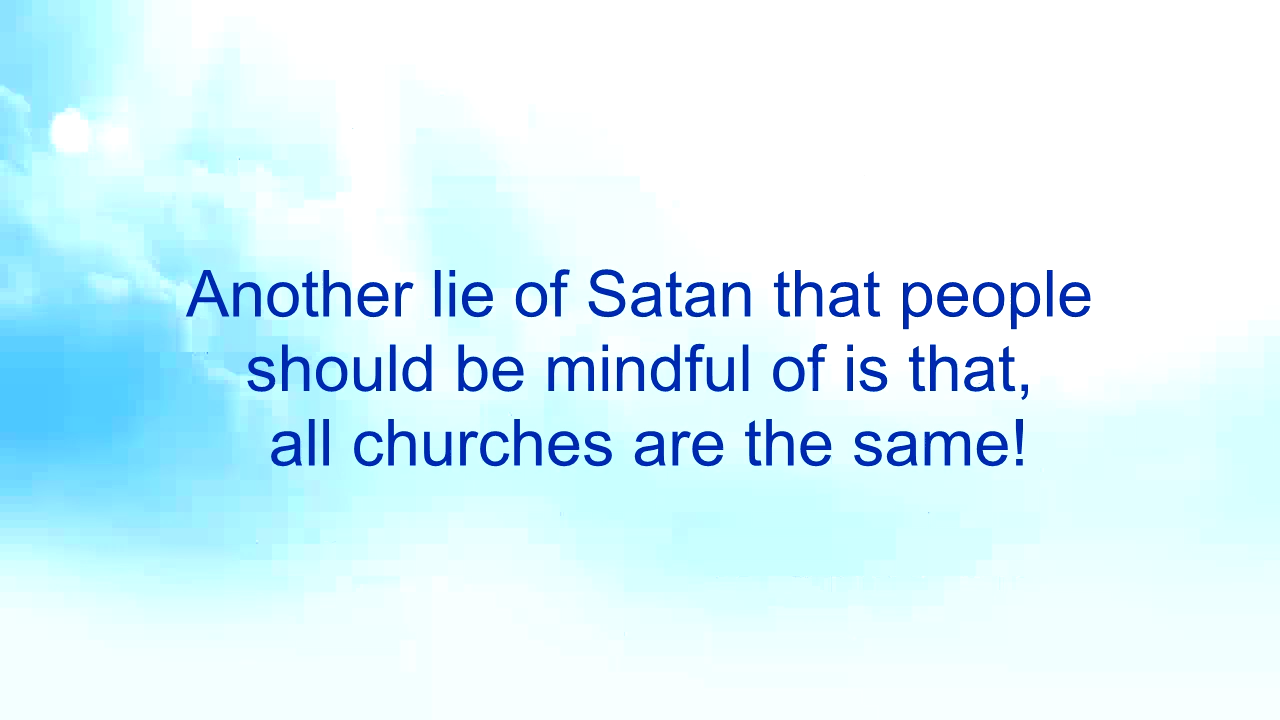 Another lie of Satan that people
should be mindful of is that,
all churches are the same!